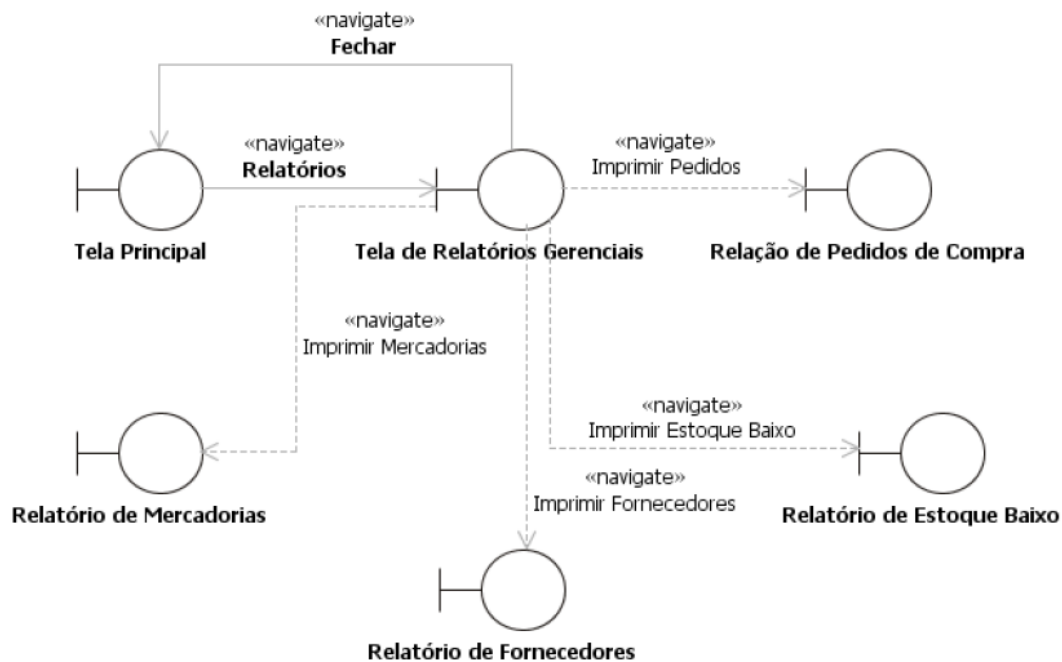 «navigate»
Fechar
«navigate»
Relatórios
«navigate»
Imprimir Pedidos
Tela Principal
Tela de Relatórios Gerenciais
Relação de Pedidos de Compra
«navigate»
Imprimir Mercadorias
«navigate»
Imprimir Estoque Baixo
«navigate»
Imprimir Fornecedores
Relatório de Mercadorias
Relatório de Estoque Baixo
Relatório de Fornecedores